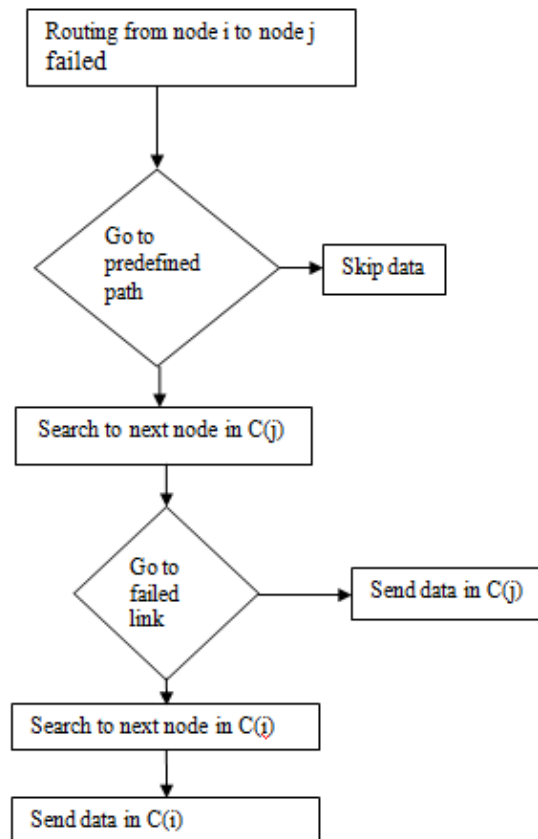 Routing from node i to node j
failed
Go to
predefined
path
Skip data
Search to next node in C(j)
Go to
failed
link
Send data in C(j)
Search to next node in C(i)
Send data in C(i)